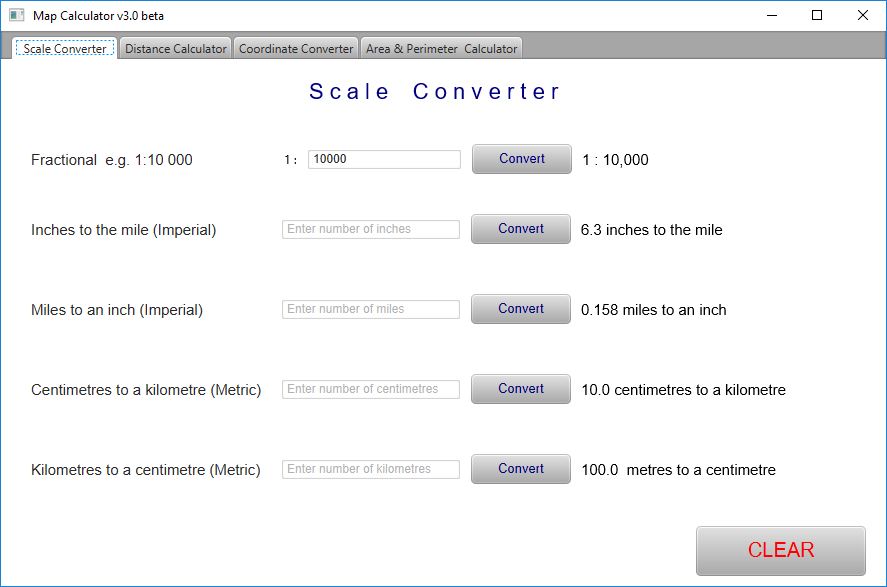 Map Calculator v3.0 beta
Scale Converter Distance Calculator Coordinate Converter Area & Perimeter Calculator
Scale Converter
Fractional e.g. 1:10 000 1 : 10000 Convert 1 : 10,000
Inches to the mile (Imperial) Enter number of inches Convert 6.3 inches to the mile
Miles to an inch (Imperial) Enter number of miles Convert 0.158 miles to an inch
Centimetres to a kilometre (Metric) Enter number of centimetres Convert 10.0 centimetres to a kilometre
Kilometres to a centimetre (Metric) Enter number of kilometres Convert 100.0 metres to a centimetre
CLEAR